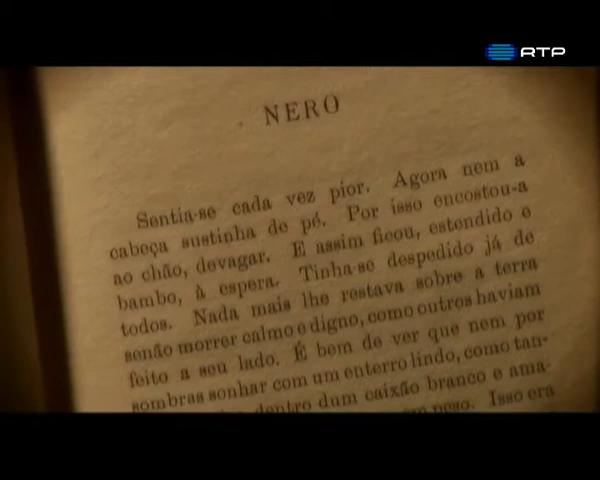 RTP
NERO
Sentia-se cada vez pior. Agora nem a
cabeça sustinha de pé. Por isso encostou-a
ao chão, devagar. E assim ficou, estendido e
bambo, à espera. Tinha-se despedido já de
todos. Nada mais lhe restava sobre a terra
senão morrer calmo e digno, como outros haviam
feito a seu lado. É bem de ver que nem por
sombras sonhar com um enterro lindo, como tan-
dentro dum caixão branco e ama-
em peso. Isso era